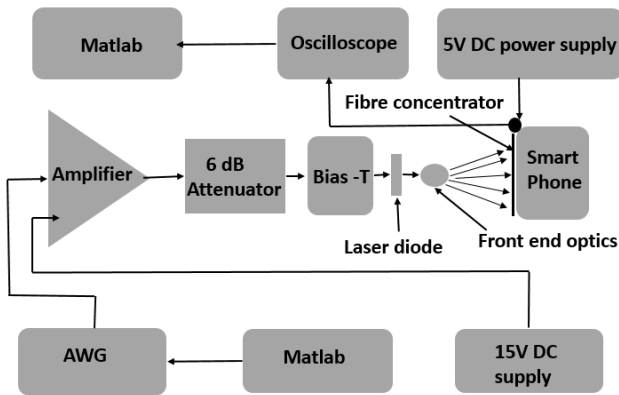 Matlab
Oscilloscope
5V DC power supply
Fibre concentrator
Amplifier
6 dB
Attenuator
Bias -T
Smart
Phone
Laser diode
Front end optics
AWG
Matlab
15V DC
supply